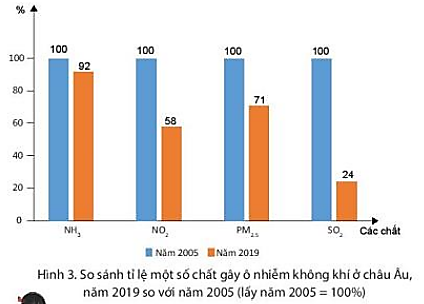 %
100 100 100 100
92
100
80
71
60
58
40
24
20
0
NH₃ NO₂ PM₂.₅ SO₂ Các chất
Năm 2005 Năm 2019
Hình 3. So sánh tỉ lệ một số chất gây ô nhiễm không khí ở châu Âu,
năm 2019 so với năm 2005 (lấy năm 2005 = 100%)